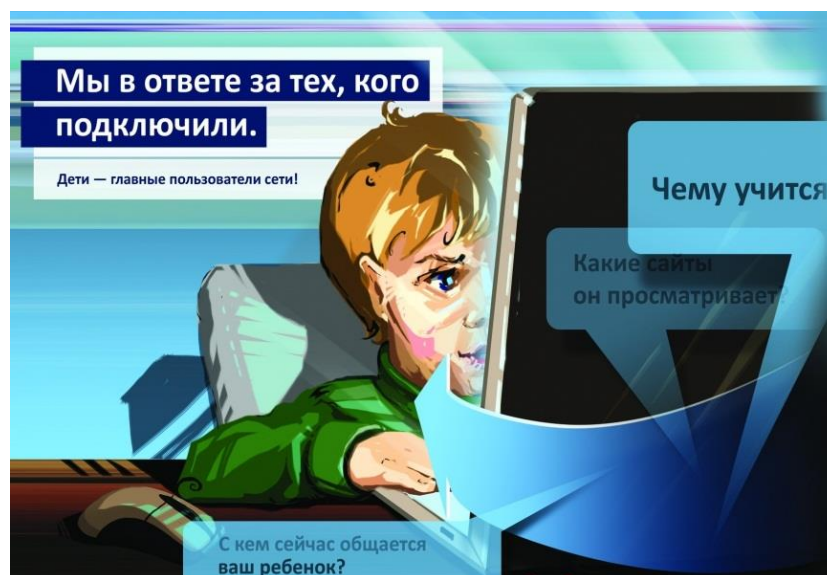 Мы в ответе за тех, кого
подключили.
Дети — главные пользователи сети!
Чему учится
Какие сайты
он просматривает?
С кем сейчас общается
ваш ребенок?